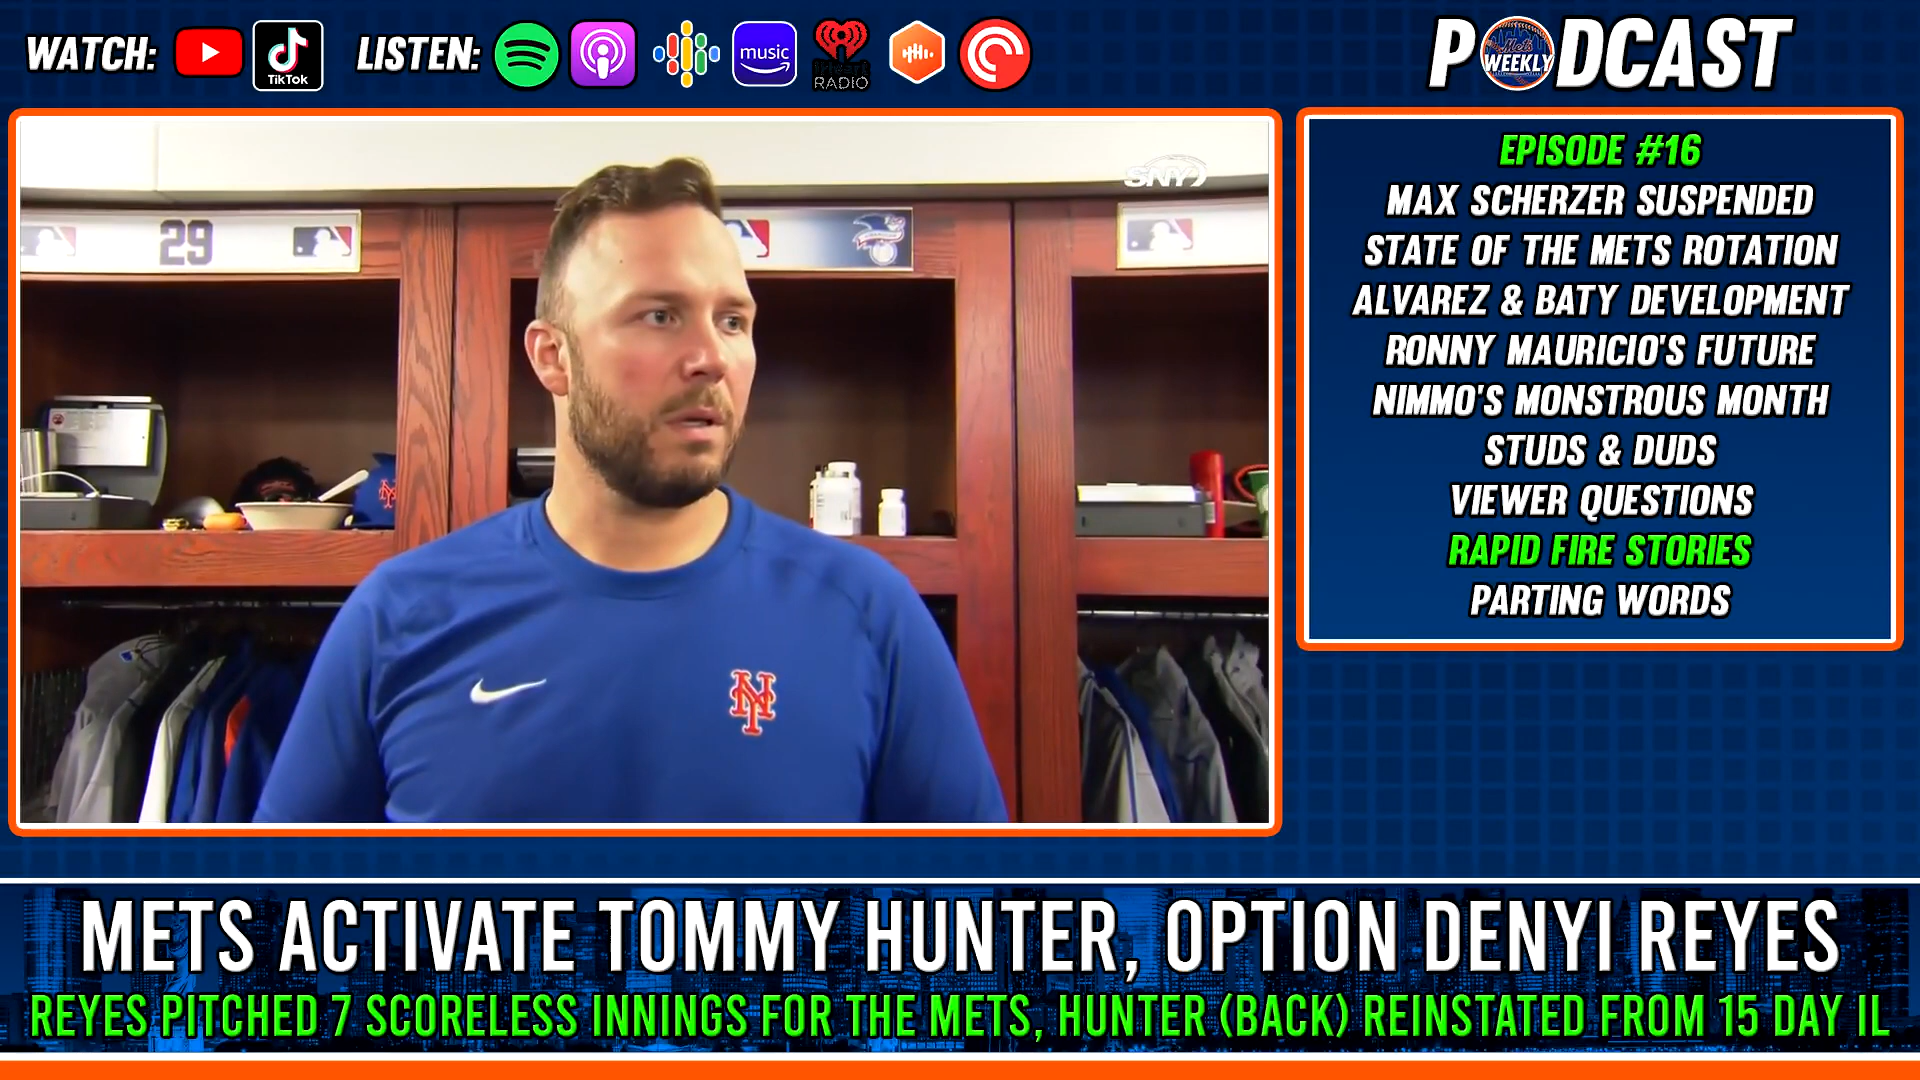 WATCH:
TikTok
LISTEN:
music
iHeart
RADIO
PODCAST
Mets
WEEKLY
SNY
29
NY
EPISODE #16
MAX SCHERZER SUSPENDED
STATE OF THE METS ROTATION
ALVAREZ & BATY DEVELOPMENT
RONNY MAURICIO'S FUTURE
NIMMO'S MONSTROUS MONTH
STUDS & DUDS
VIEWER QUESTIONS
RAPID FIRE STORIES
PARTING WORDS
METS ACTIVATE TOMMY HUNTER, OPTION DENYI REYES
REYES PITCHED 7 SCORELESS INNINGS FOR THE METS, HUNTER (BACK) REINSTATED FROM 15 DAY IL